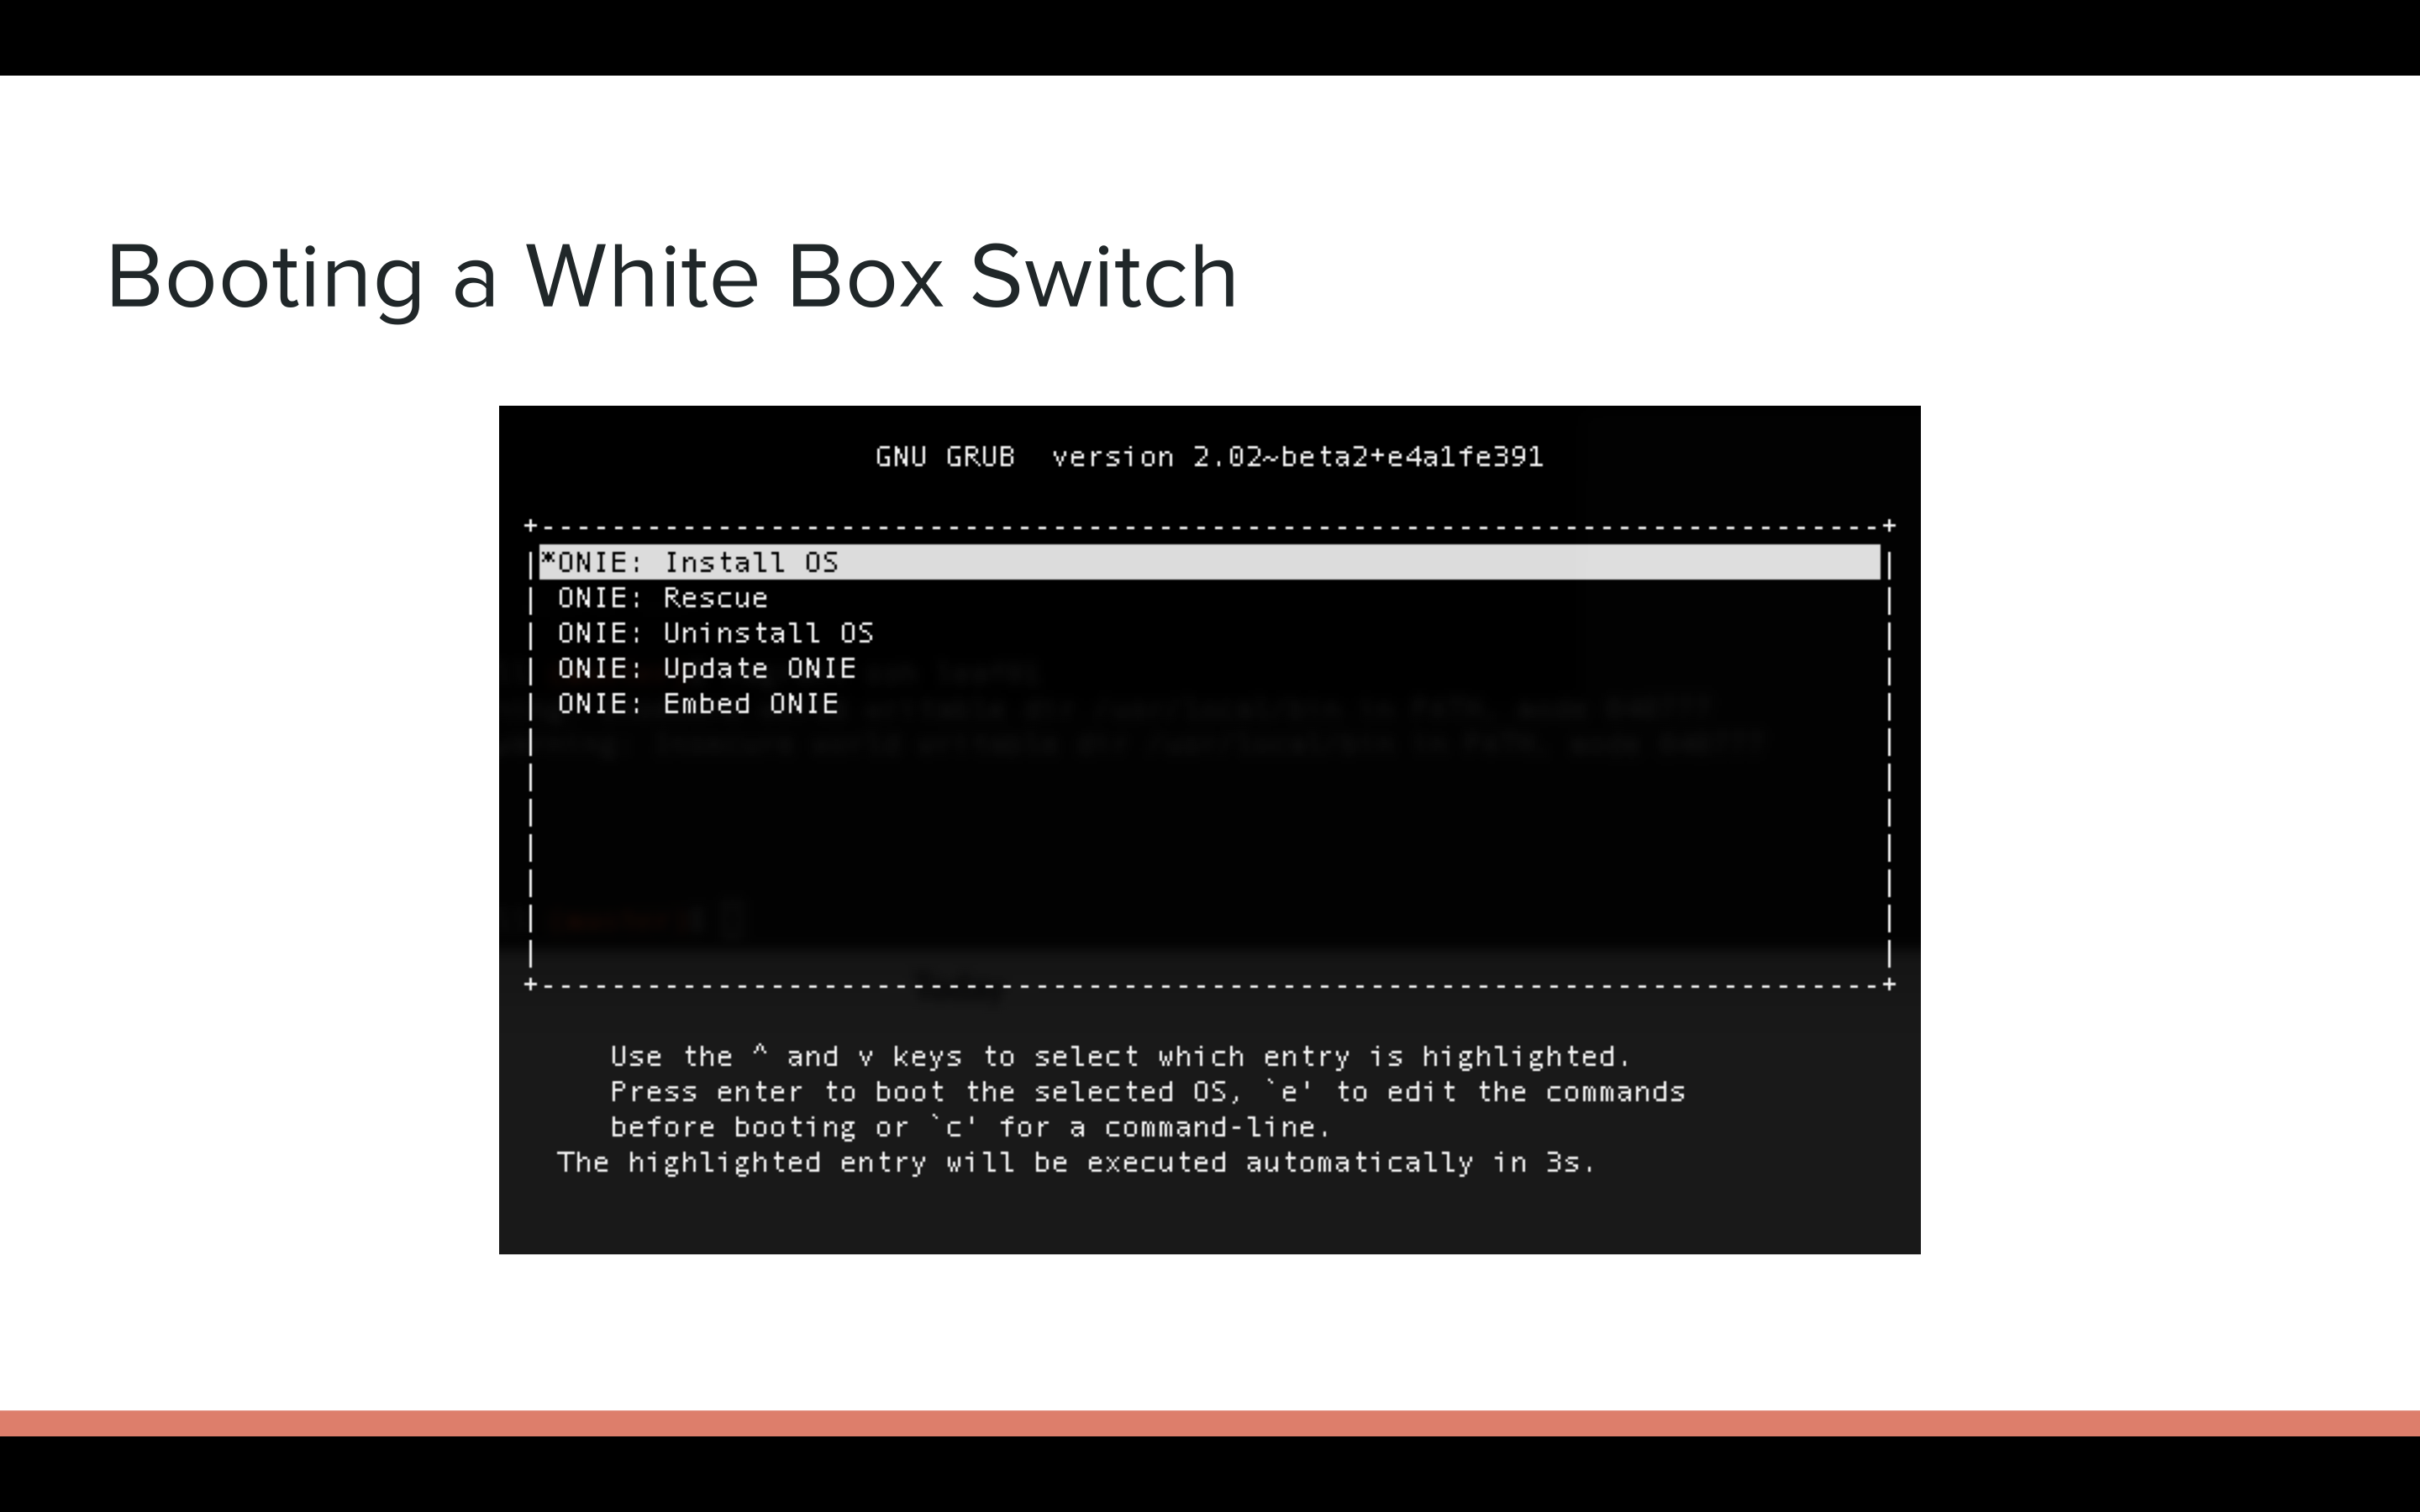 Booting a White Box Switch
GNU GRUB  version 2.02~beta2+e4a1fe391
*ONIE: Install OS
ONIE: Rescue
ONIE: Uninstall OS
ONIE: Update ONIE
ONIE: Embed ONIE
Use the ^ and v keys to select which entry is highlighted.
Press enter to boot the selected OS, `e' to edit the commands
before booting or `c' for a command-line.
The highlighted entry will be executed automatically in 3s.